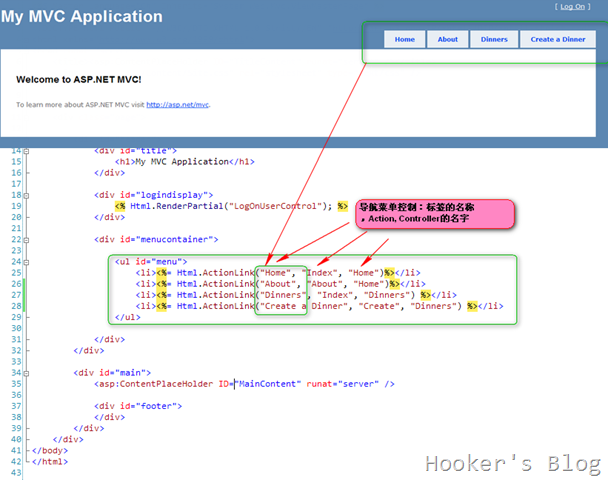 My MVC Application
[ Log On ]
Home About Dinners Create a Dinner
Welcome to ASP.NET MVC!
To learn more about ASP.NET MVC visit http://asp.net/mvc.
14 <div id="title">
15 <h1>My MVC Application</h1>
16 </div>
17
18 <div id="logindisplay">
19 <% Html.RenderPartial("LogOnUserControl"); %>
20 </div>
导航菜单控制：标签的名称
，Action, Controller的名字
21
22 <div id="menucontainer">
23
24 <ul id="menu">
25 <li><%= Html.ActionLink("Home", "Index", "Home")%></li>
26 <li><%= Html.ActionLink("About", "About", "Home")%></li>
27 <li><%= Html.ActionLink("Dinners", "Index", "Dinners") %></li>
28 <li><%= Html.ActionLink("Create a Dinner", "Create", "Dinners") %></li>
29 </ul>
30
31 </div>
32 </div>
33
34 <div id="main">
35 <asp:ContentPlaceHolder ID="MainContent" runat="server" />
36
37 <div id="footer">
38 </div>
39 </div>
40 </div>
41 </body>
42 </html>
43
Hooker's Blog